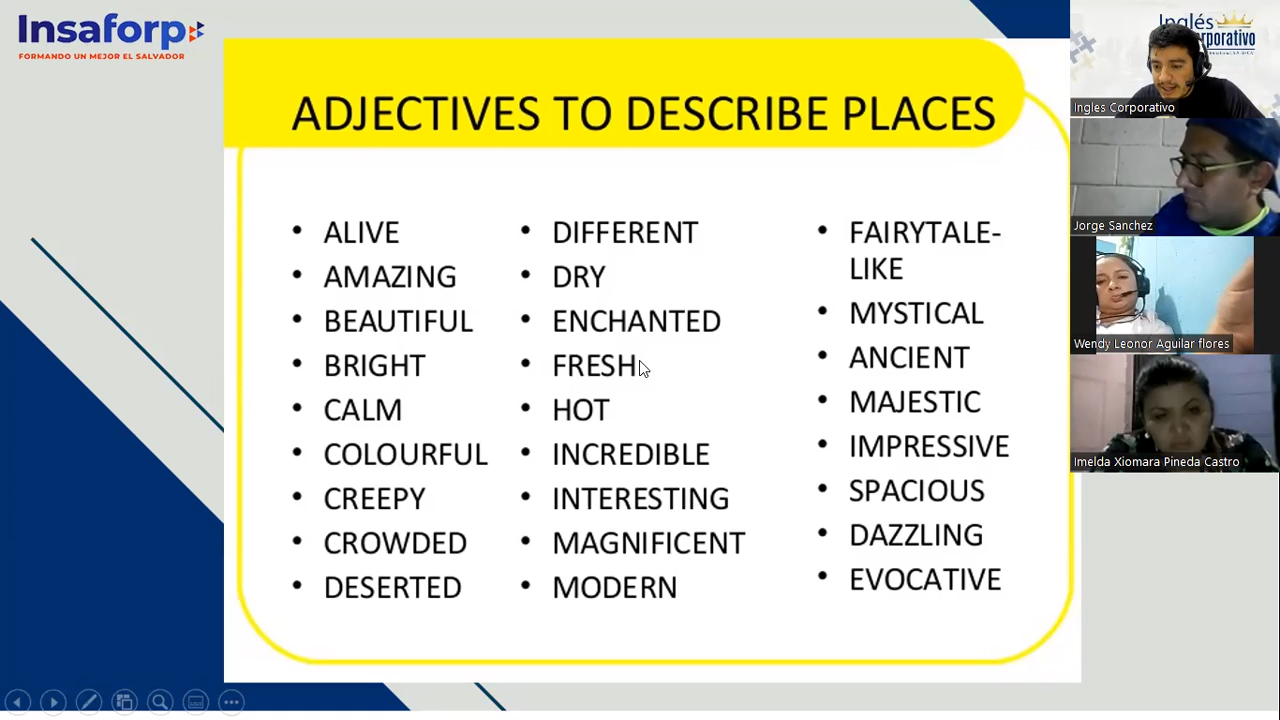 Insaforp
FORMANDO UN MEJOR EL SALVADOR
ADJECTIVES TO DESCRIBE PLACES
• ALIVE
• AMAZING
• BEAUTIFUL
• BRIGHT
• CALM
• COLOURFUL
• CREEPY
• CROWDED
• DESERTED
• DIFFERENT
• DRY
• ENCHANTED
• FRESH
• HOT
• INCREDIBLE
• INTERESTING
• MAGNIFICENT
• MODERN
• FAIRYTALE-
LIKE
• MYSTICAL
• ANCIENT
• MAJESTIC
• IMPRESSIVE
• SPACIOUS
• DAZZLING
• EVOCATIVE
Inglés
Ingles Corporativo
Jorge Sanchez
Wendy Leonor Aguilar flores
Imelda Xiomara Pineda Castro